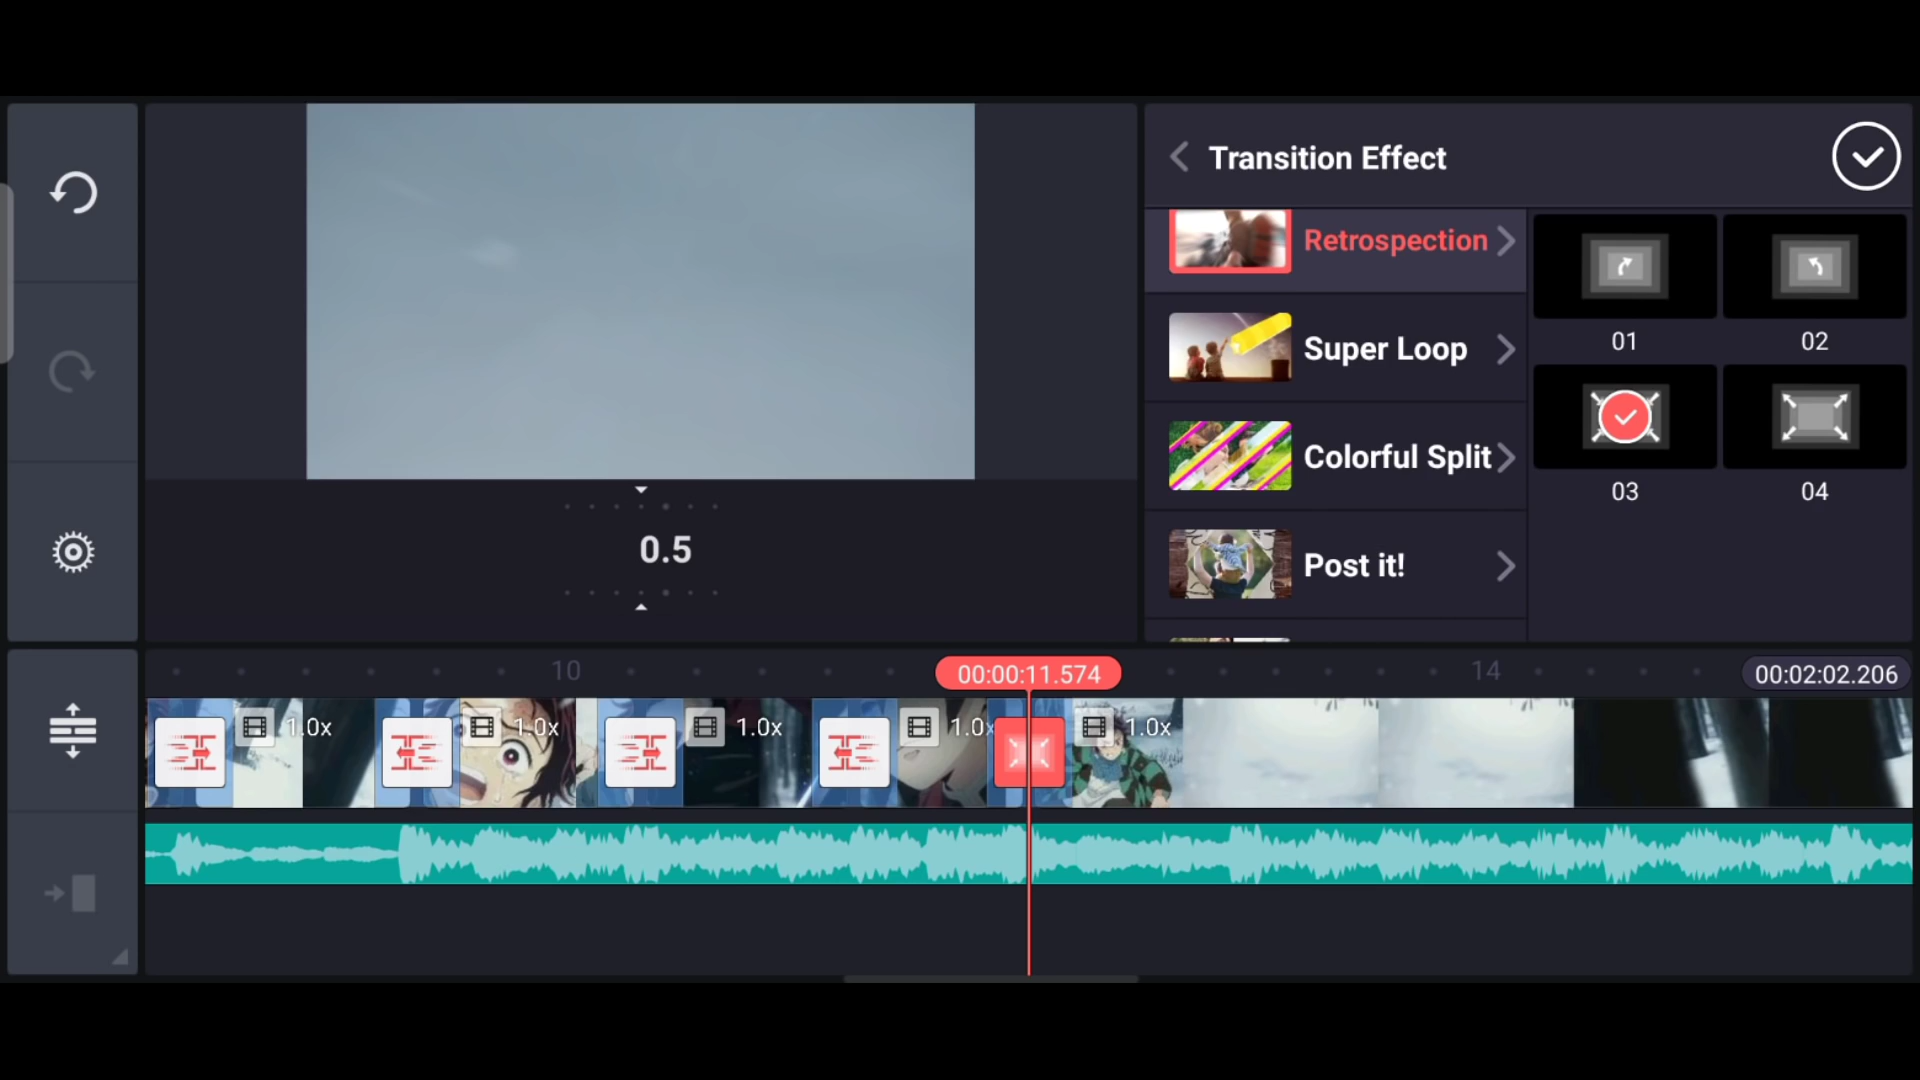 Transition Effect
Retrospection
Super Loop
Colorful Split
Post it!
01
02
03
04
0.5
10
00:00:11.574
14
00:02:02.206
1.0x
1.0x
1.0x
1.0x
1.0x